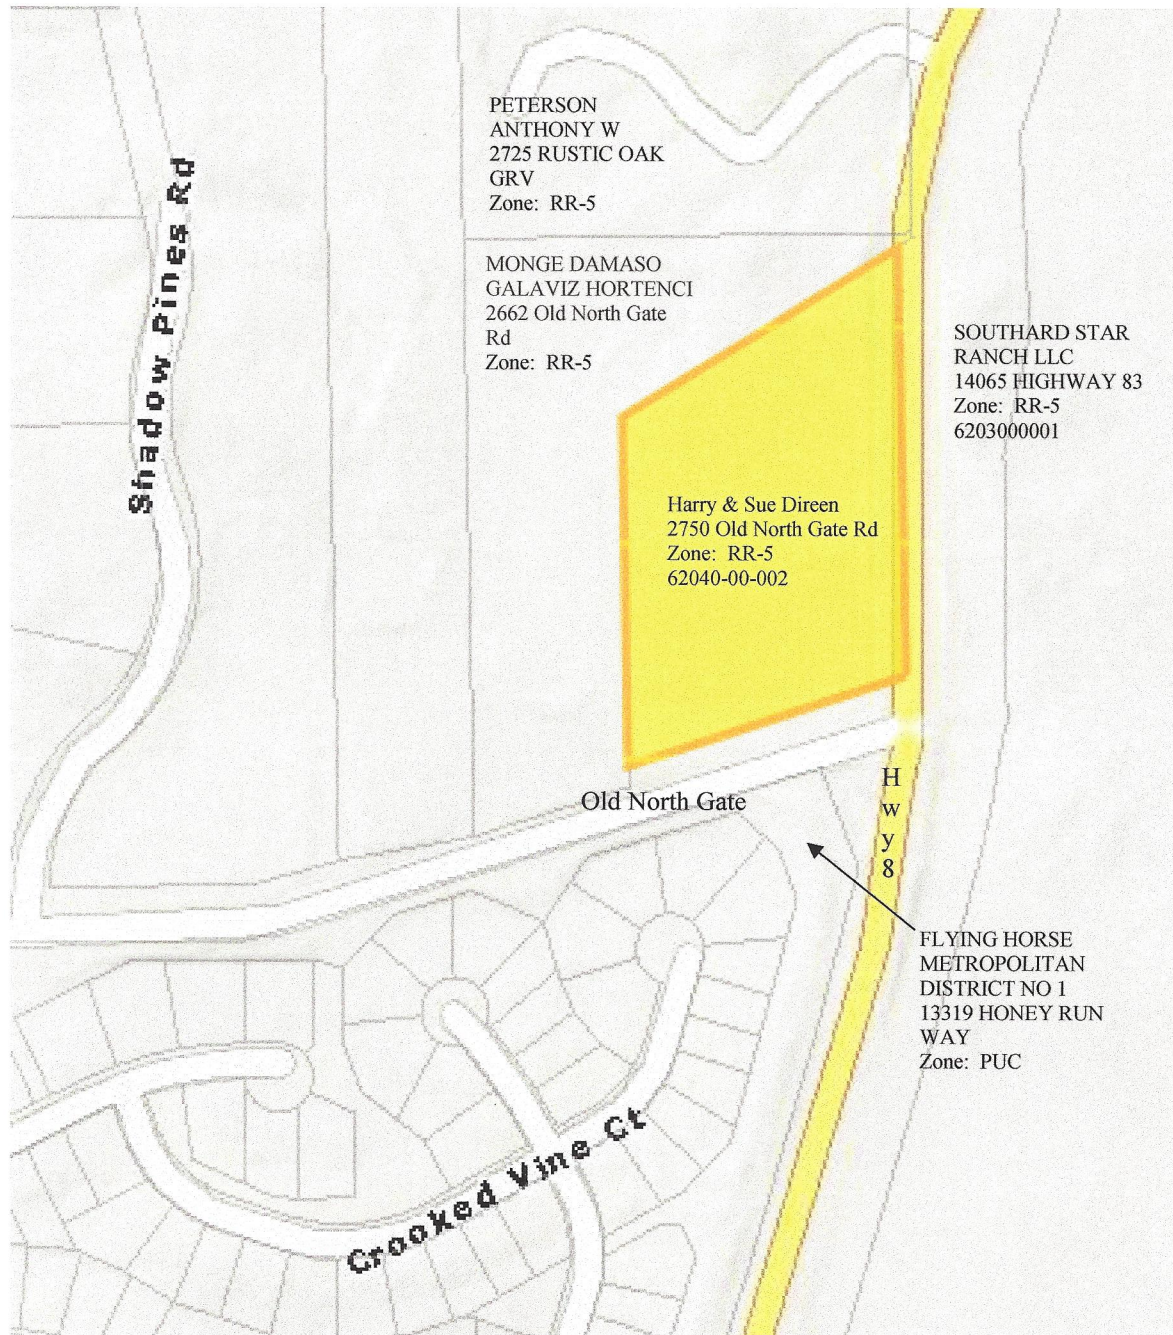 PETERSON
ANTHONY W
2725 RUSTIC OAK
GRV
Zone: RR-5
Shadow Pines Rd
MONGE DAMASO
GALAVIZ HORTENCI
2662 Old North Gate
Rd
Zone: RR-5
SOUTHARD STAR
RANCH LLC
14065 HIGHWAY 83
Zone: RR-5
6203000001
Harry & Sue Direen
2750 Old North Gate Rd
Zone: RR-5
62040-00-002
Old North Gate
Hwy8
FLYING HORSE
METROPOLITAN
DISTRICT NO 1
13319 HONEY RUN
WAY
Zone: PUC
Crooked Vine Ct